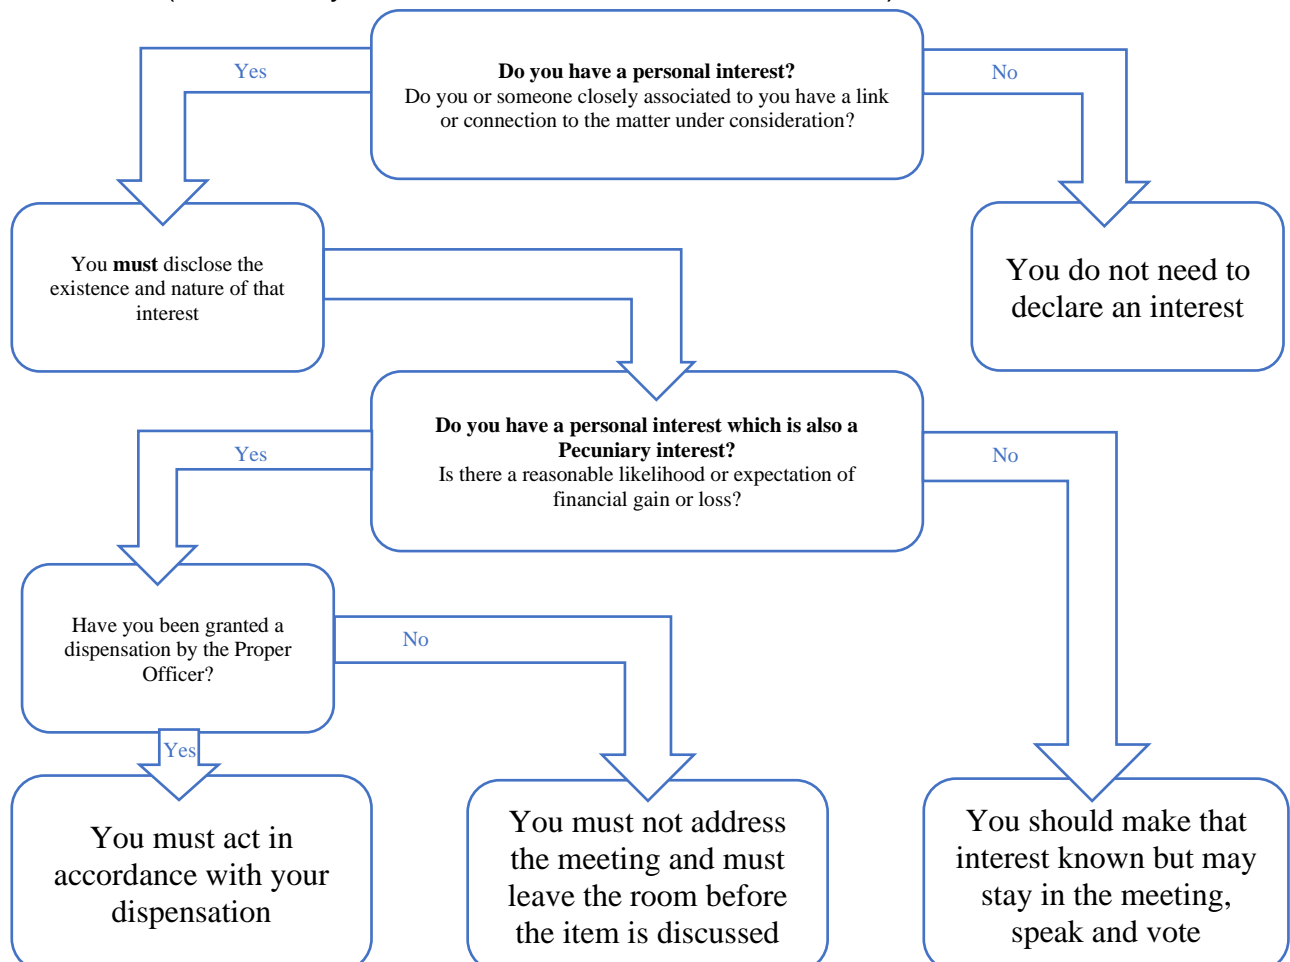 Do you have a personal interest?
Do you or someone closely associated to you have a link
or connection to the matter under consideration?
Yes
No
You must disclose the
existence and nature of that
interest
You do not need to
declare an interest
Do you have a personal interest which is also a
Pecuniary interest?
Is there a reasonable likelihood or expectation of
financial gain or loss?
Yes
No
Have you been granted a
dispensation by the Proper
Officer?
No
Yes
You must act in
accordance with your
dispensation
You must not address
the meeting and must
leave the room before
the item is discussed
You should make that
interest known but may
stay in the meeting,
speak and vote